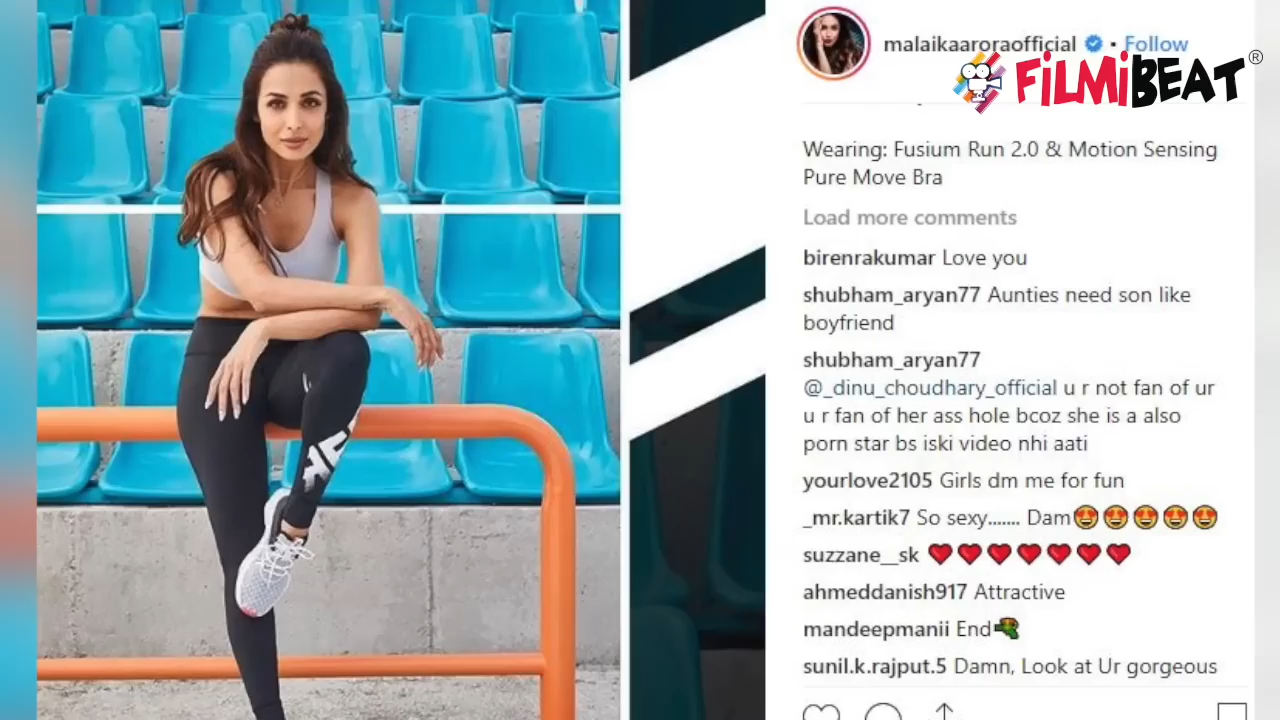 malaikaaroraofficial • Follow
FiLMiBEAT®
Wearing: Fusium Run 2.0 & Motion Sensing
Pure Move Bra
Load more comments
birenrakumar Love you
shubham_aryan77 Aunties need son like
boyfriend
shubham_aryan77
@_dinu_choudhary_official u r not fan of ur
u r fan of her ass hole bcoz she is a also
porn star bs iski video nhi aati
yourlove2105 Girls dm me for fun
_mr.kartik7 So sexy....... Dam😍😍😍😍😍
suzzane__sk ❤❤❤❤❤❤❤
ahmeddanish917 Attractive
mandeepmanii End🔫
sunil.k.rajput.5 Damn, Look at Ur gorgeous